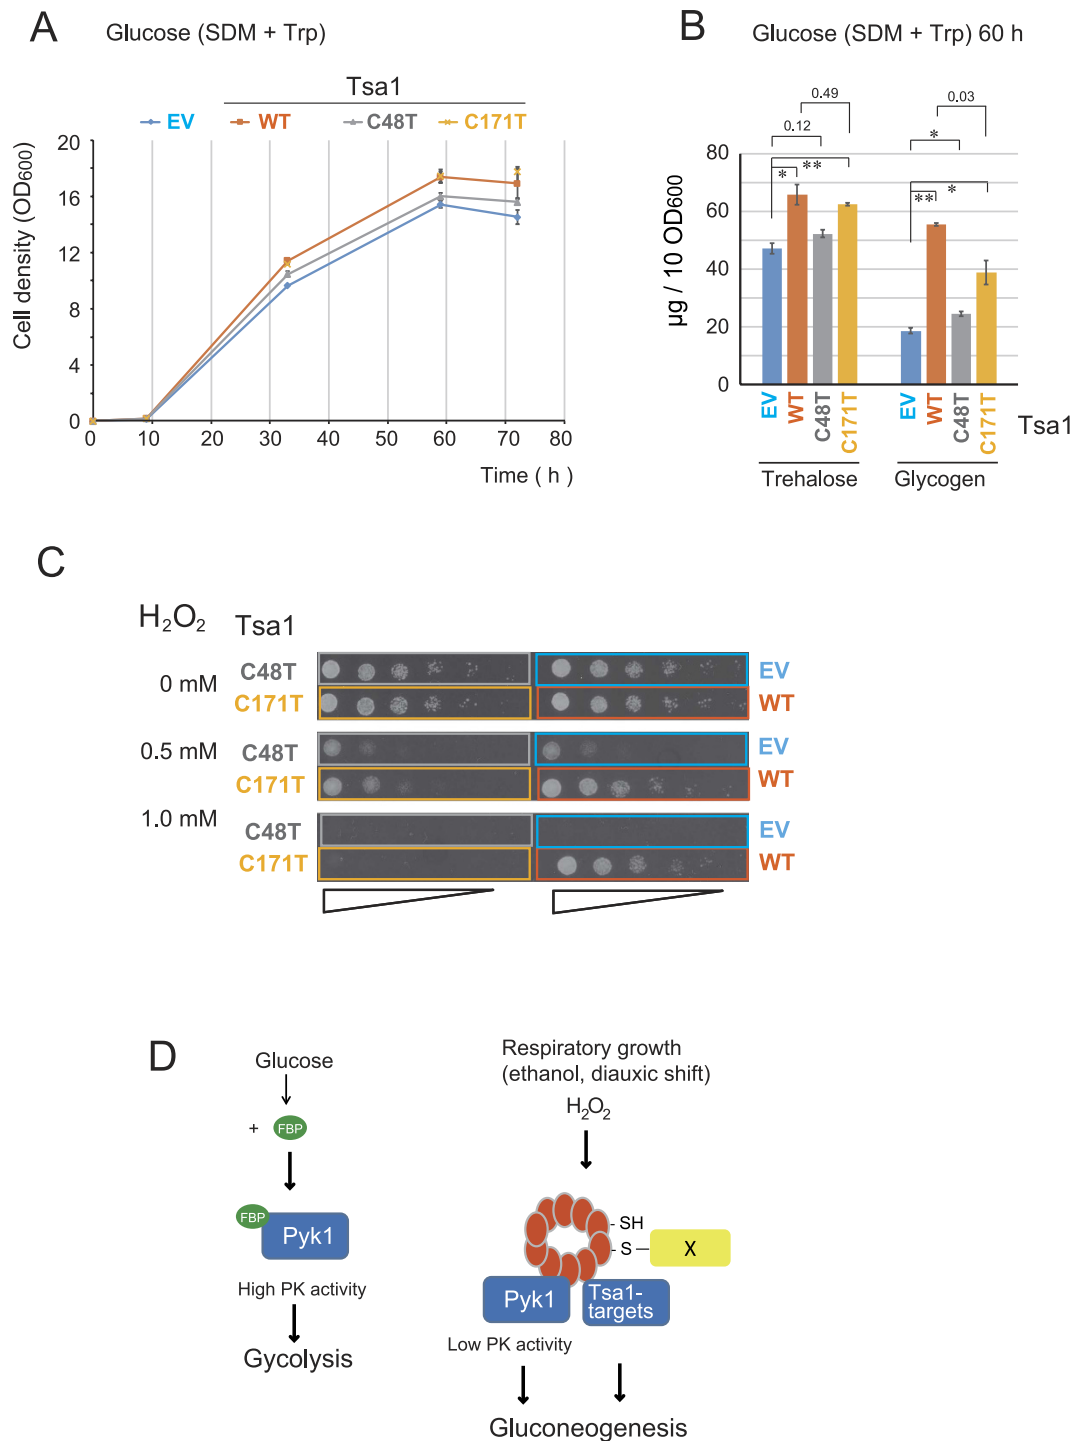 A
Glucose (SDM + Trp)
Tsa1
EV WT C48T C171T
Cell density (OD600)
20
16
12
8
4
0
0 10 20 30 40 50 60 70 80
Time ( h )
B
Glucose (SDM + Trp) 60 h
0.49
0.03
0.12
*
* **
** *
µg / 10 OD600
80
60
40
20
0
EV WT C48T C171T EV WT C48T C171T
Tsa1
Trehalose Glycogen
C
H2O2 Tsa1
0 mM
C48T EV
C171T WT
0.5 mM
C48T EV
C171T WT
1.0 mM
C48T EV
C171T WT
D
Glucose
+ FBP
FBP
Pyk1
High PK activity
Gycolysis
Respiratory growth
(ethanol, diauxic shift)
H2O2
SH
S X
Pyk1
Tsa1-
targets
Low PK activity
Gluconeogenesis